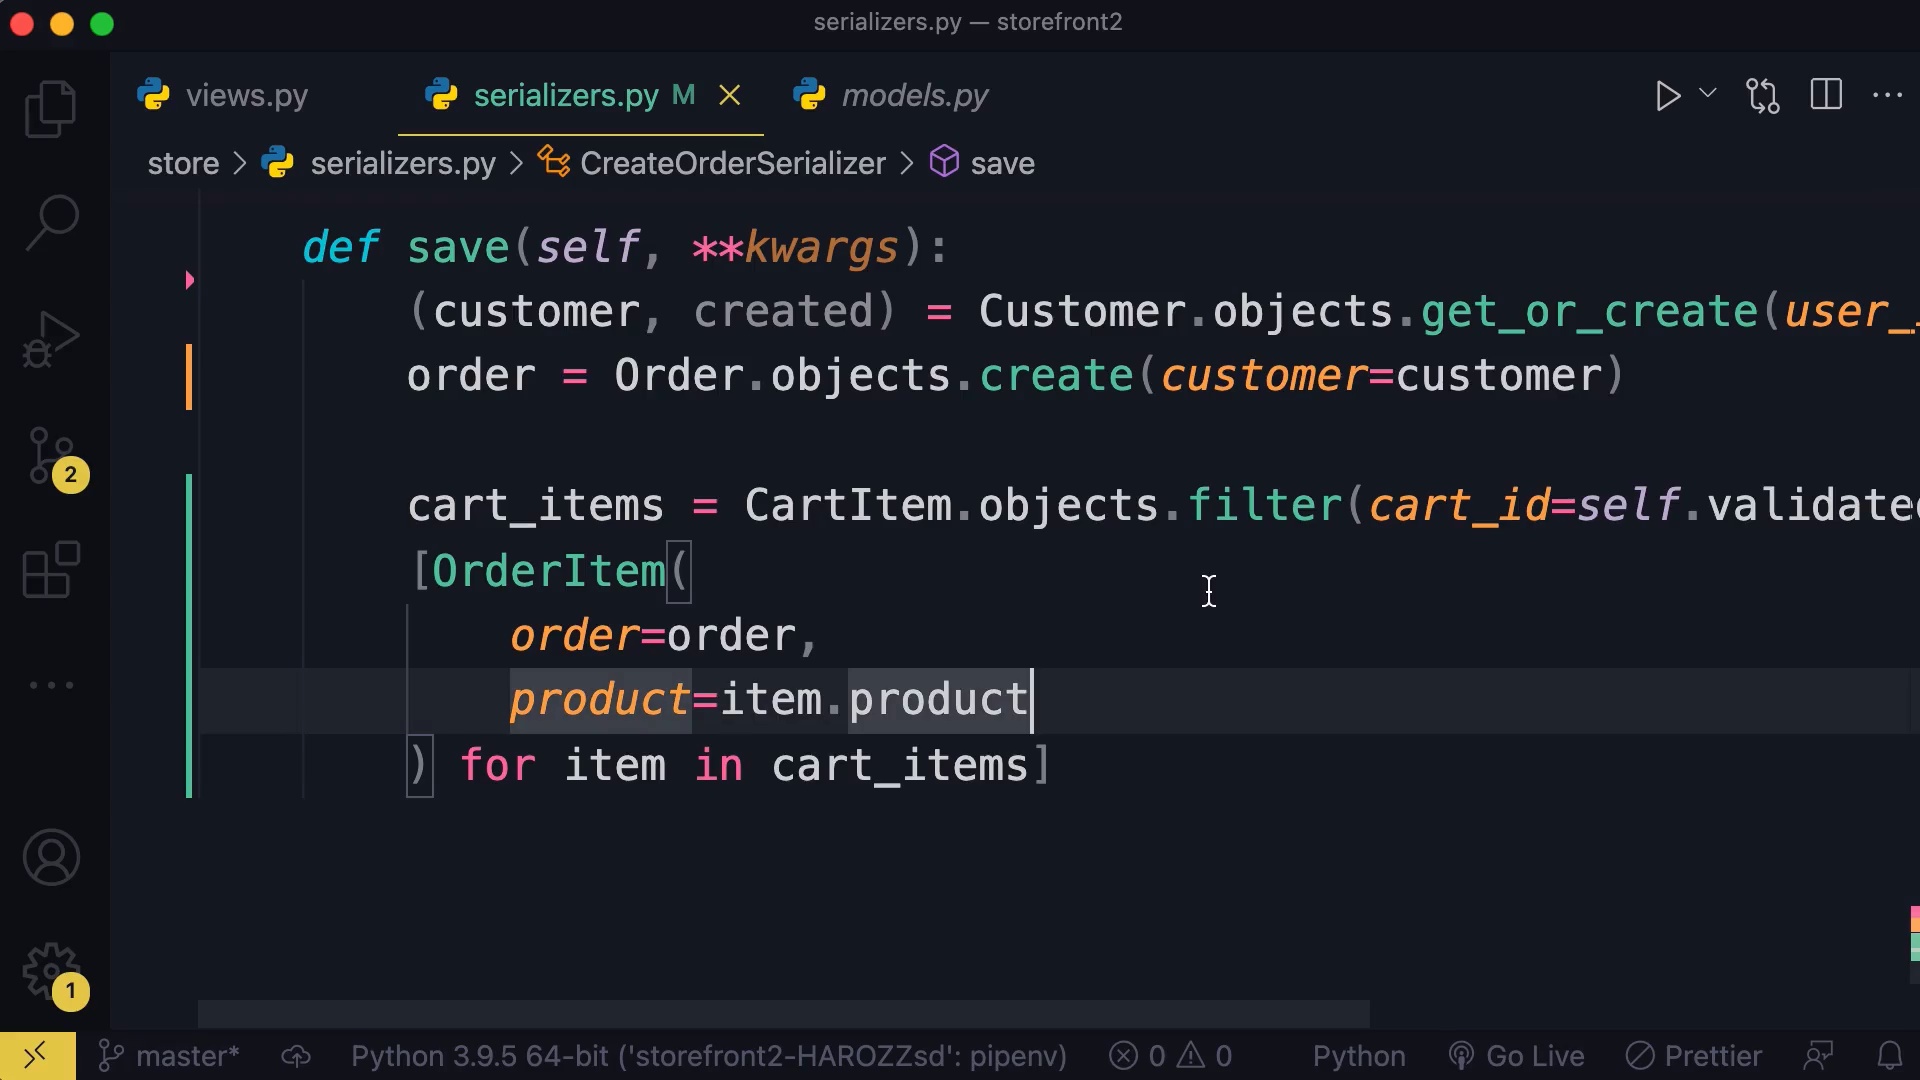 serializers.py — storefront2
views.py serializers.py M models.py
store > serializers.py > CreateOrderSerializer > save
def save(self, **kwargs):
(customer, created) = Customer.objects.get_or_create(user_
order = Order.objects.create(customer=customer)
cart_items = CartItem.objects.filter(cart_id=self.validated
[OrderItem(
order=order,
product=item.product
) for item in cart_items]
2
1
master* Python 3.9.5 64-bit ('storefront2-HAROZZsd': pipenv) 0 0 Python Go Live Prettier